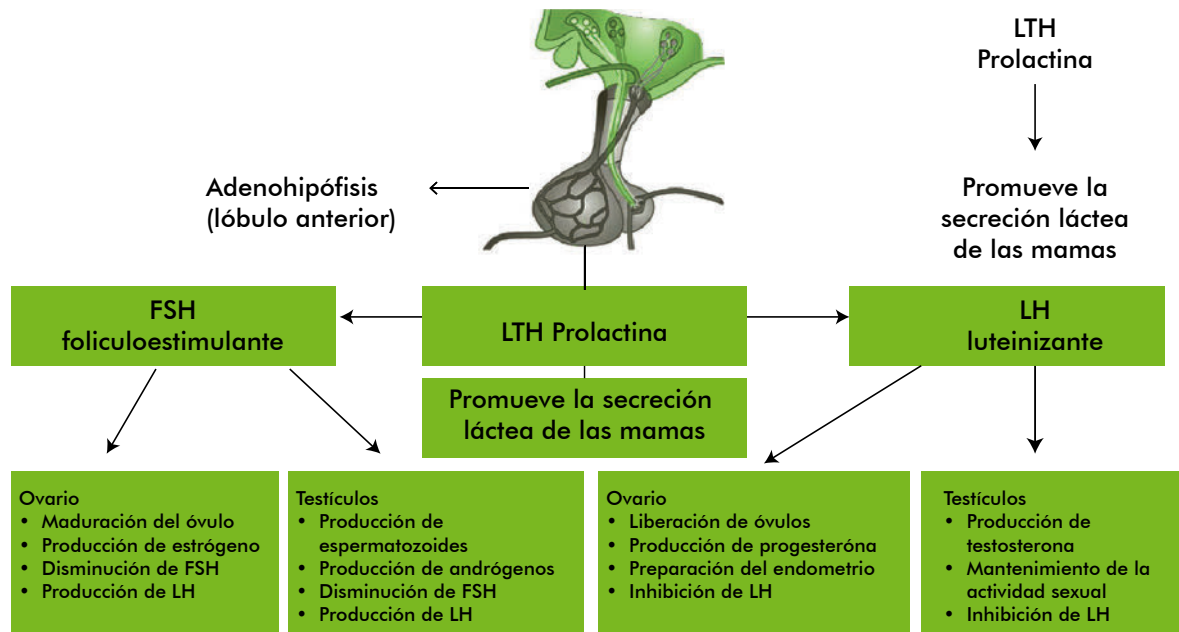 LTH
Prolactina
Promueve la
secreción láctea
de las mamas
Adenohipófisis
(lóbulo anterior)
FSH
foliculoestimulante
LTH Prolactina
LH
luteinizante
Promueve la secreción
láctea de las mamas
Ovario
• Maduración del óvulo
• Producción de estrógeno
• Disminución de FSH
• Producción de LH
Testículos
• Producción de
espermatozoides
• Producción de andrógenos
• Disminución de FSH
• Producción de LH
Ovario
• Liberación de óvulos
• Producción de progesteróna
• Preparación del endometrio
• Inhibición de LH
Testículos
• Producción de
testosterona
• Mantenimiento de la
actividad sexual
• Inhibición de LH